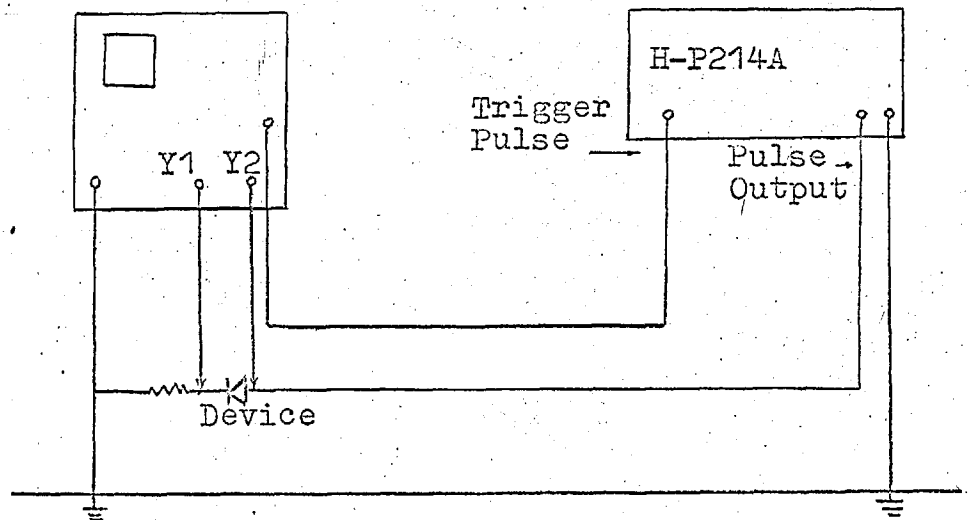 H-P214A
Trigger
Pulse
Pulse
Output
Y1 Y2
Device